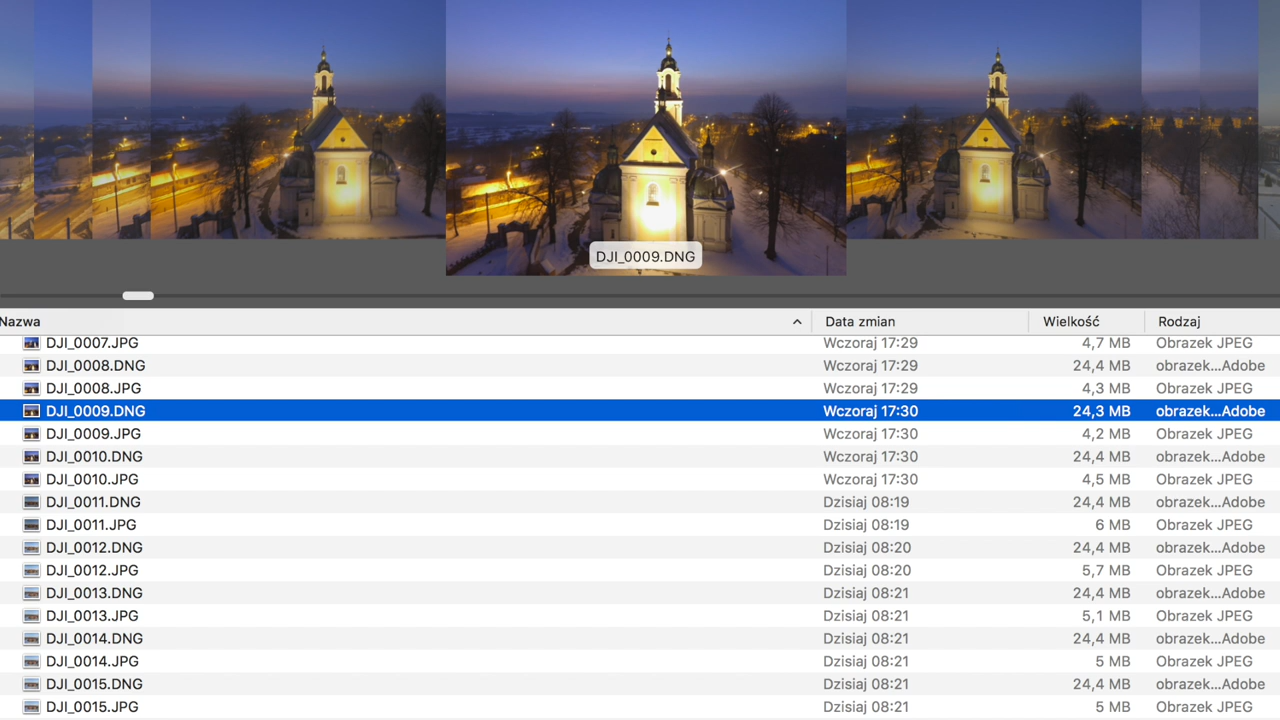 DJI_0009.DNG
Nazwa Data zmian Wielkość Rodzaj
DJI_0007.JPG Wczoraj 17:29 4,7 MB Obrazek JPEG
DJI_0008.DNG Wczoraj 17:29 24,4 MB obrazek...Adobe
DJI_0008.JPG Wczoraj 17:29 4,3 MB Obrazek JPEG
DJI_0009.DNG Wczoraj 17:30 24,3 MB obrazek...Adobe
DJI_0009.JPG Wczoraj 17:30 4,2 MB Obrazek JPEG
DJI_0010.DNG Wczoraj 17:30 24,4 MB obrazek...Adobe
DJI_0010.JPG Wczoraj 17:30 4,5 MB Obrazek JPEG
DJI_0011.DNG Dzisiaj 08:19 24,4 MB obrazek...Adobe
DJI_0011.JPG Dzisiaj 08:19 6 MB Obrazek JPEG
DJI_0012.DNG Dzisiaj 08:20 24,4 MB obrazek...Adobe
DJI_0012.JPG Dzisiaj 08:20 5,7 MB Obrazek JPEG
DJI_0013.DNG Dzisiaj 08:21 24,4 MB obrazek...Adobe
DJI_0013.JPG Dzisiaj 08:21 5,1 MB Obrazek JPEG
DJI_0014.DNG Dzisiaj 08:21 24,4 MB obrazek...Adobe
DJI_0014.JPG Dzisiaj 08:21 5 MB Obrazek JPEG
DJI_0015.DNG Dzisiaj 08:21 24,4 MB obrazek...Adobe
DJI_0015.JPG Dzisiaj 08:21 5 MB Obrazek JPEG